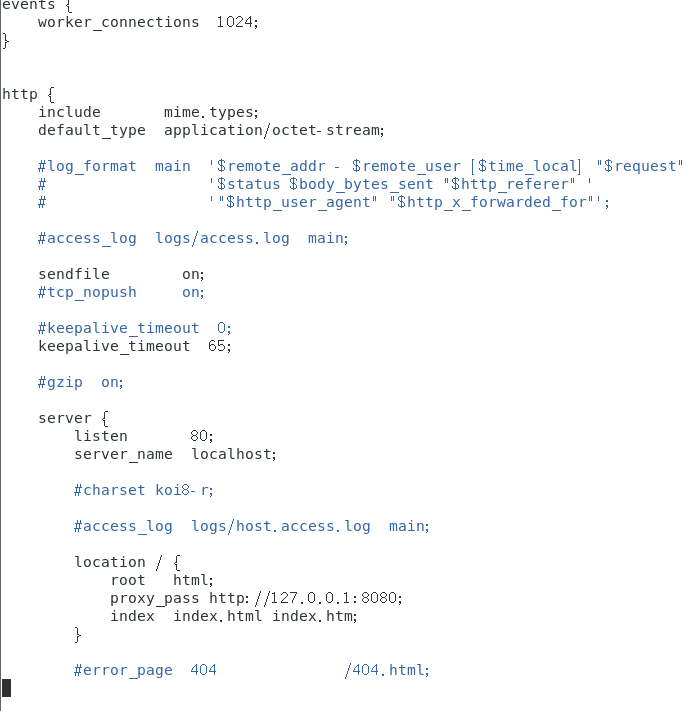 events {
    worker_connections  1024;
}
http {
    include       mime.types;
    default_type  application/octet-stream;
    #log_format  main  '$remote_addr - $remote_user [$time_local] "$request"
    #                  '$status $body_bytes_sent "$http_referer" '
    #                  '"$http_user_agent" "$http_x_forwarded_for"';
    #access_log  logs/access.log  main;
    sendfile        on;
    #tcp_nopush     on;
    #keepalive_timeout  0;
    keepalive_timeout  65;
    #gzip  on;
    server {
        listen       80;
        server_name  localhost;
        #charset koi8-r;
        #access_log  logs/host.access.log  main;
        location / {
            root   html;
            proxy_pass http://127.0.0.1:8080;
            index  index.html index.htm;
        }
        #error_page  404              /404.html;